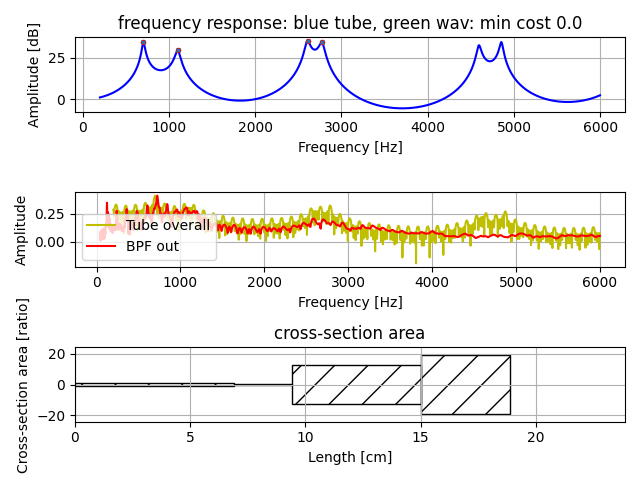 frequency response: blue tube, green wav: min cost 0.0
Amplitude [dB]
25
0
0 1000 2000 3000 4000 5000 6000
Frequency [Hz]
Amplitude
0.25
0.00
Tube overall
BPF out
0 1000 2000 3000 4000 5000 6000
Frequency [Hz]
cross-section area
Cross-section area [ratio]
20
0
−20
0 5 10 15 20
Length [cm]